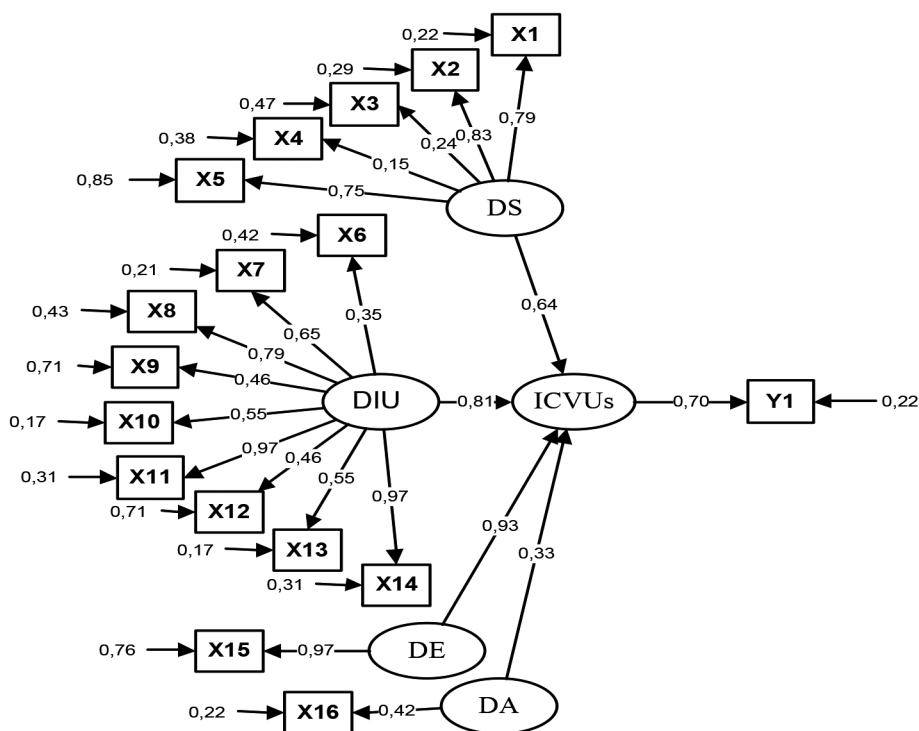 0,22 X1
0,29 X2
0,47 X3
0,38 X4
0,85 X5
0,79
0,83
0,24
0,15
0,75
DS
0,64
0,42 X6
0,21 X7
0,43 X8
0,71 X9
0,17 X10
0,31 X11
0,71 X12
0,17 X13
0,31 X14
0,35
0,65
0,79
0,46
0,55
0,97
0,46
0,55
0,97
DIU 0,81 ICVUs 0,70 Y1 0,22
0,93
0,33
0,76 X15 0,97 DE
0,22 X16 0,42 DA